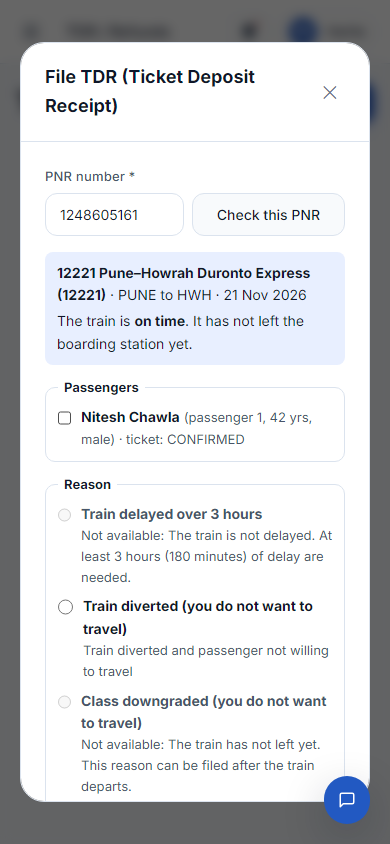 File TDR (Ticket Deposit
Receipt)
PNR number *
1248605161
Check this PNR
12221 Pune–Howrah Duronto Express
(12221) · PUNE to HWH · 21 Nov 2026
The train is on time. It has not left the
boarding station yet.
Passengers
Nitesh Chawla (passenger 1, 42 yrs,
male) · ticket: CONFIRMED
Reason
Train delayed over 3 hours
Not available: The train is not delayed. At
least 3 hours (180 minutes) of delay are
needed.
Train diverted (you do not want to
travel)
Train diverted and passenger not willing
to travel
Class downgraded (you do not want
to travel)
Not available: The train has not left yet.
This reason can be filed after the train
departs.